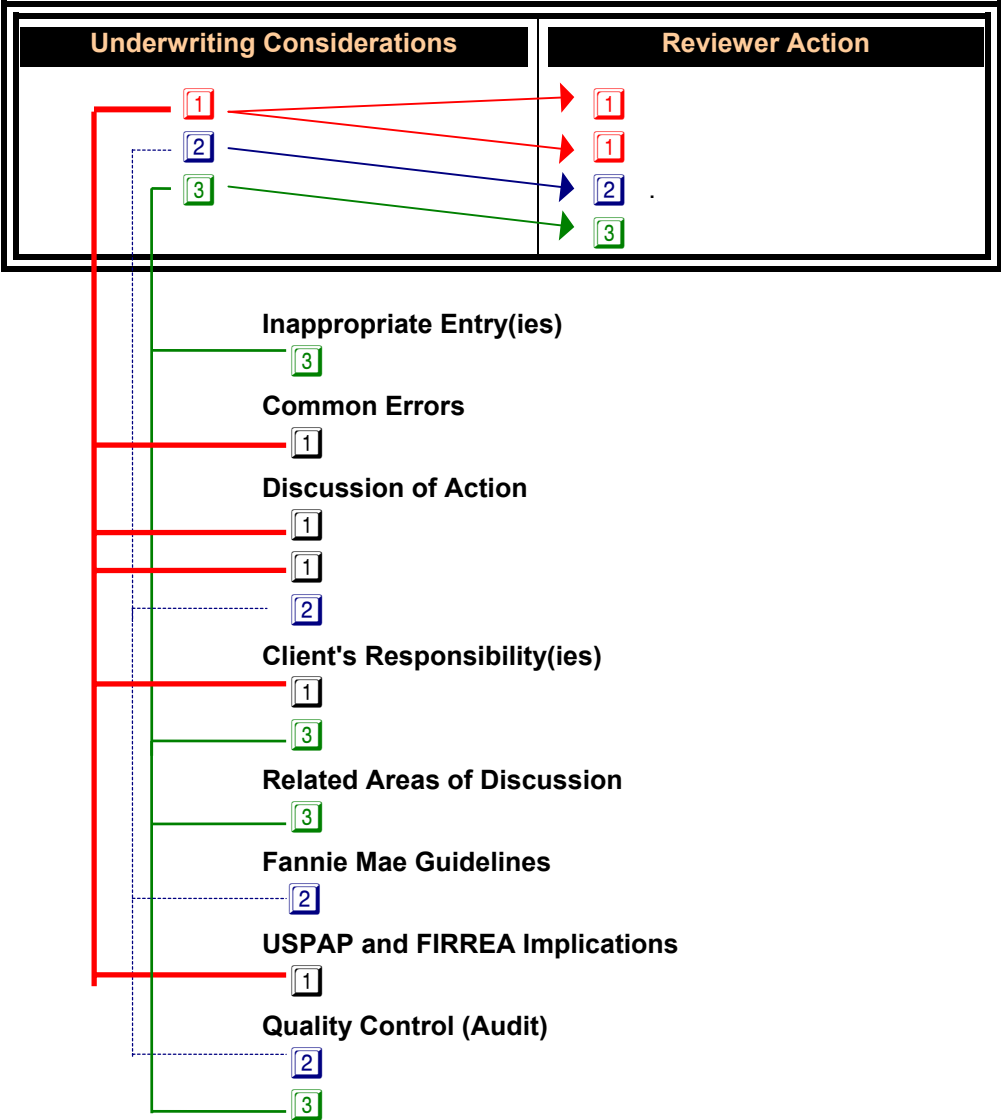 Underwriting Considerations Reviewer Action
1 1
2 1
3 2 .
3
Inappropriate Entry(ies)
3
Common Errors
1
Discussion of Action
1
1
2
Client's Responsibility(ies)
1
3
Related Areas of Discussion
3
Fannie Mae Guidelines
2
USPAP and FIRREA Implications
1
Quality Control (Audit)
2
3